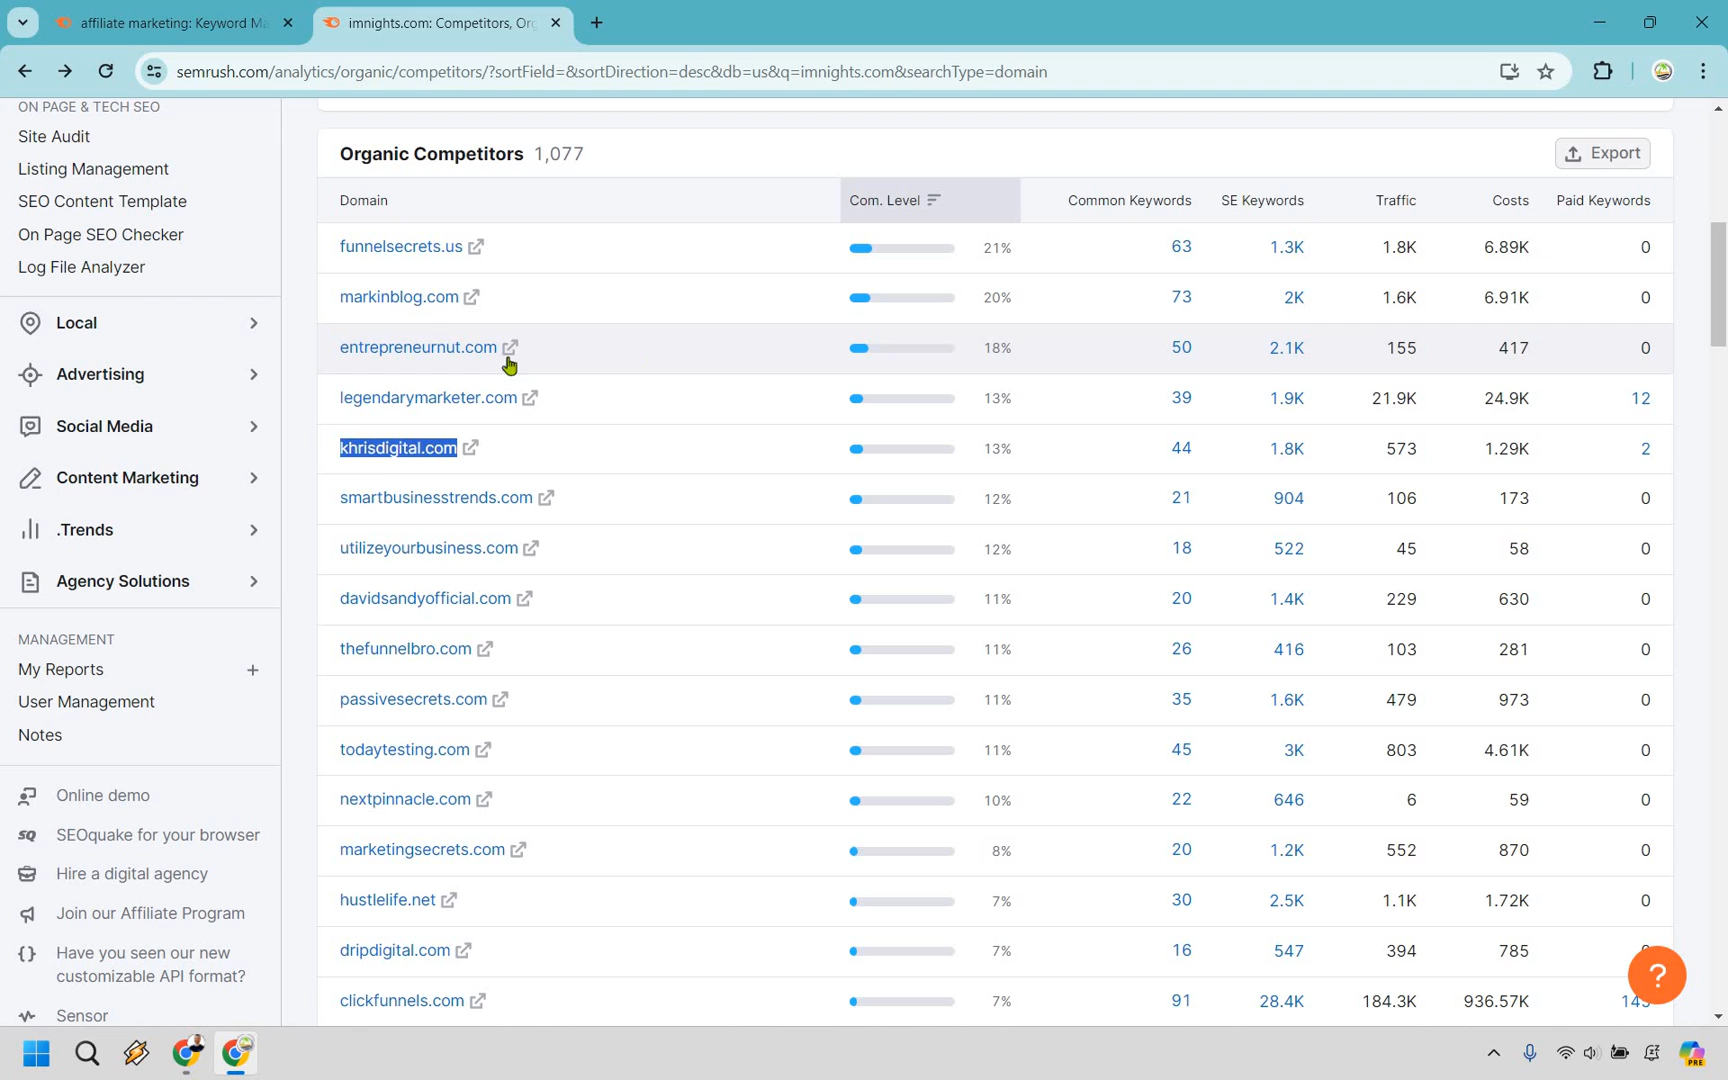 affiliate marketing: Keyword Ma
imnights.com: Competitors, Org
semrush.com/analytics/organic/competitors/?sortField=&sortDirection=desc&db=us&q=imnights.com&searchType=domain
ON PAGE & TECH SEO
Site Audit
Listing Management
SEO Content Template
On Page SEO Checker
Log File Analyzer
Local
Advertising
Social Media
Content Marketing
.Trends
Agency Solutions
MANAGEMENT
My Reports +
User Management
Notes
Online demo
SEOquake for your browser
Hire a digital agency
Join our Affiliate Program
Have you seen our new
customizable API format?
Sensor
Organic Competitors 1,077
Export
Domain Com. Level Common Keywords SE Keywords Traffic Costs Paid Keywords
funnelsecrets.us 21% 63 1.3K 1.8K 6.89K 0
markinblog.com 20% 73 2K 1.6K 6.91K 0
entrepreneurnut.com 18% 50 2.1K 155 417 0
legendarymarketer.com 13% 39 1.9K 21.9K 24.9K 12
khrisdigital.com 13% 44 1.8K 573 1.29K 2
smartbusinesstrends.com 12% 21 904 106 173 0
utilizeyourbusiness.com 12% 18 522 45 58 0
davidsandyofficial.com 11% 20 1.4K 229 630 0
thefunnelbro.com 11% 26 416 103 281 0
passivesecrets.com 11% 35 1.6K 479 973 0
todaytesting.com 11% 45 3K 803 4.61K 0
nextpinnacle.com 10% 22 646 6 59 0
marketingsecrets.com 8% 20 1.2K 552 870 0
hustlelife.net 7% 30 2.5K 1.1K 1.72K 0
dripdigital.com 7% 16 547 394 785
clickfunnels.com 7% 91 28.4K 184.3K 936.57K
?
PRE